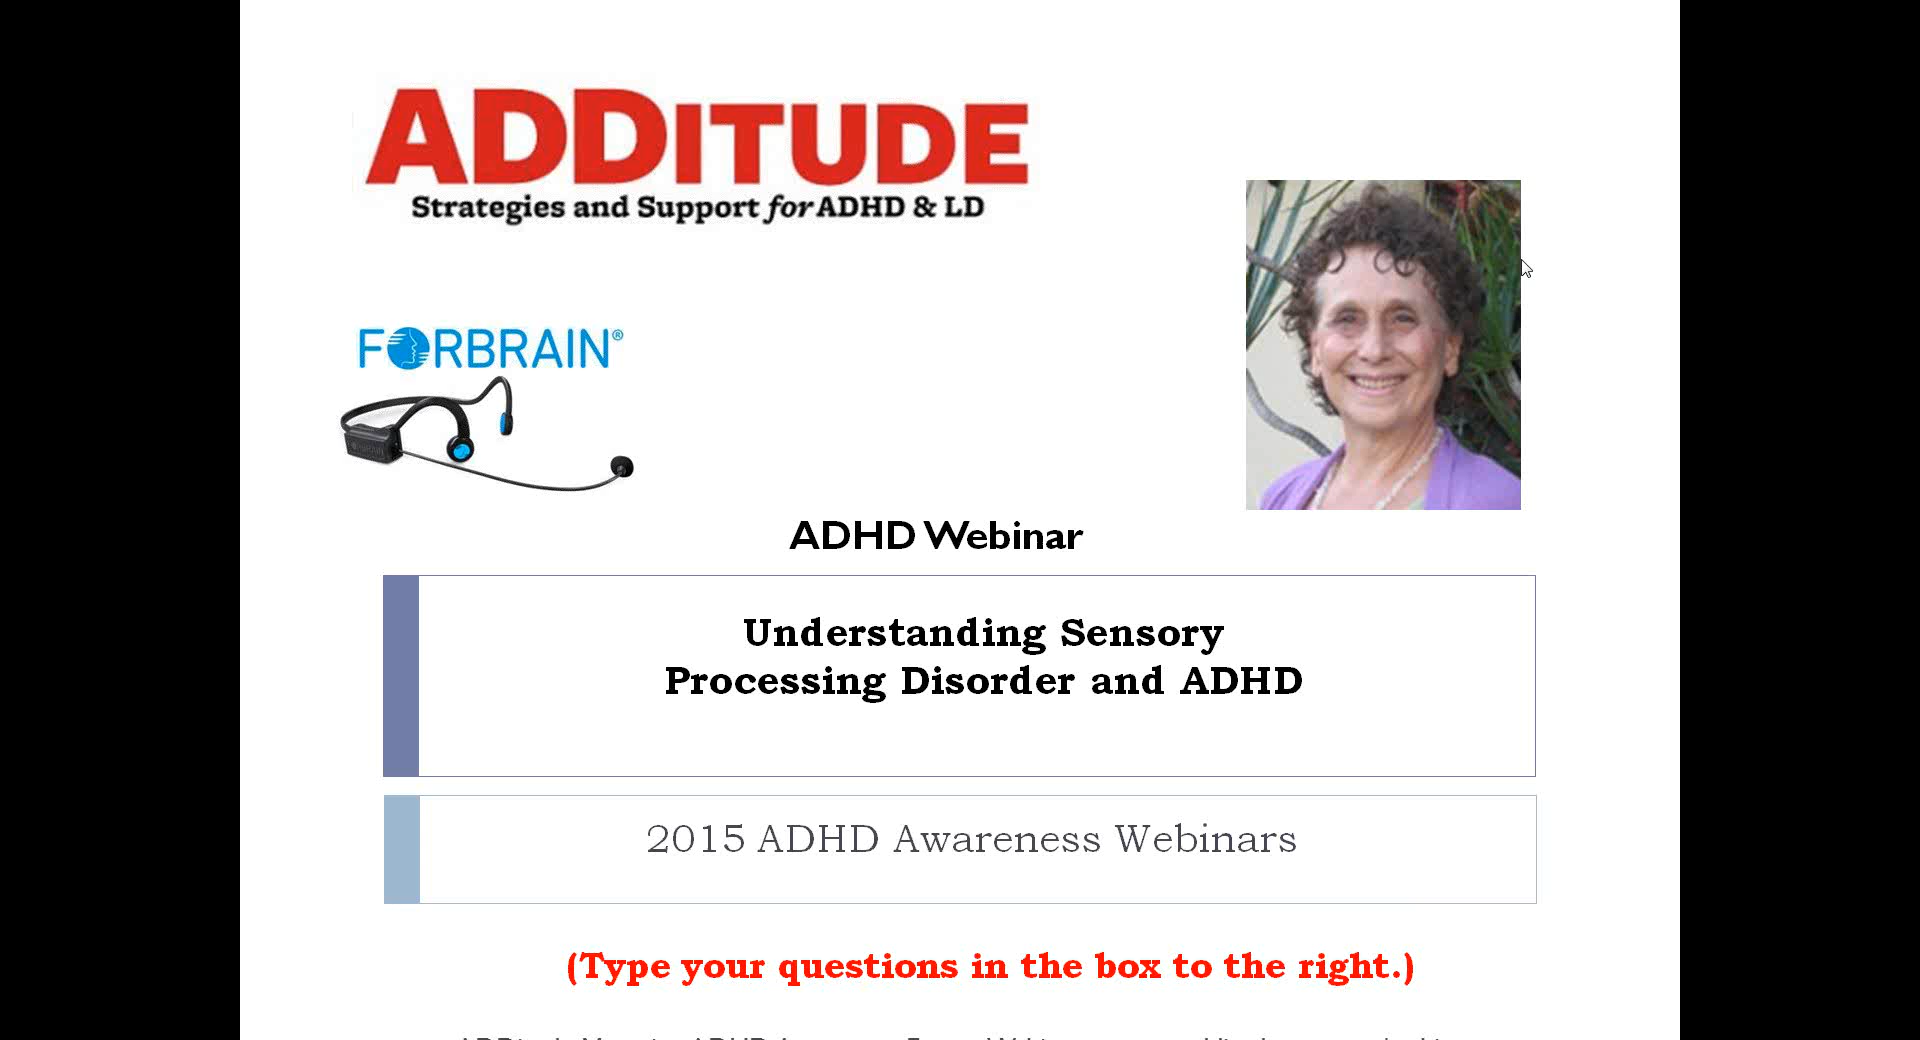 ADDITUDE
Strategies and Support for ADHD & LD
FORBRAIN®
ADHD Webinar
Understanding Sensory
Processing Disorder and ADHD
2015 ADHD Awareness Webinars
(Type your questions in the box to the right.)